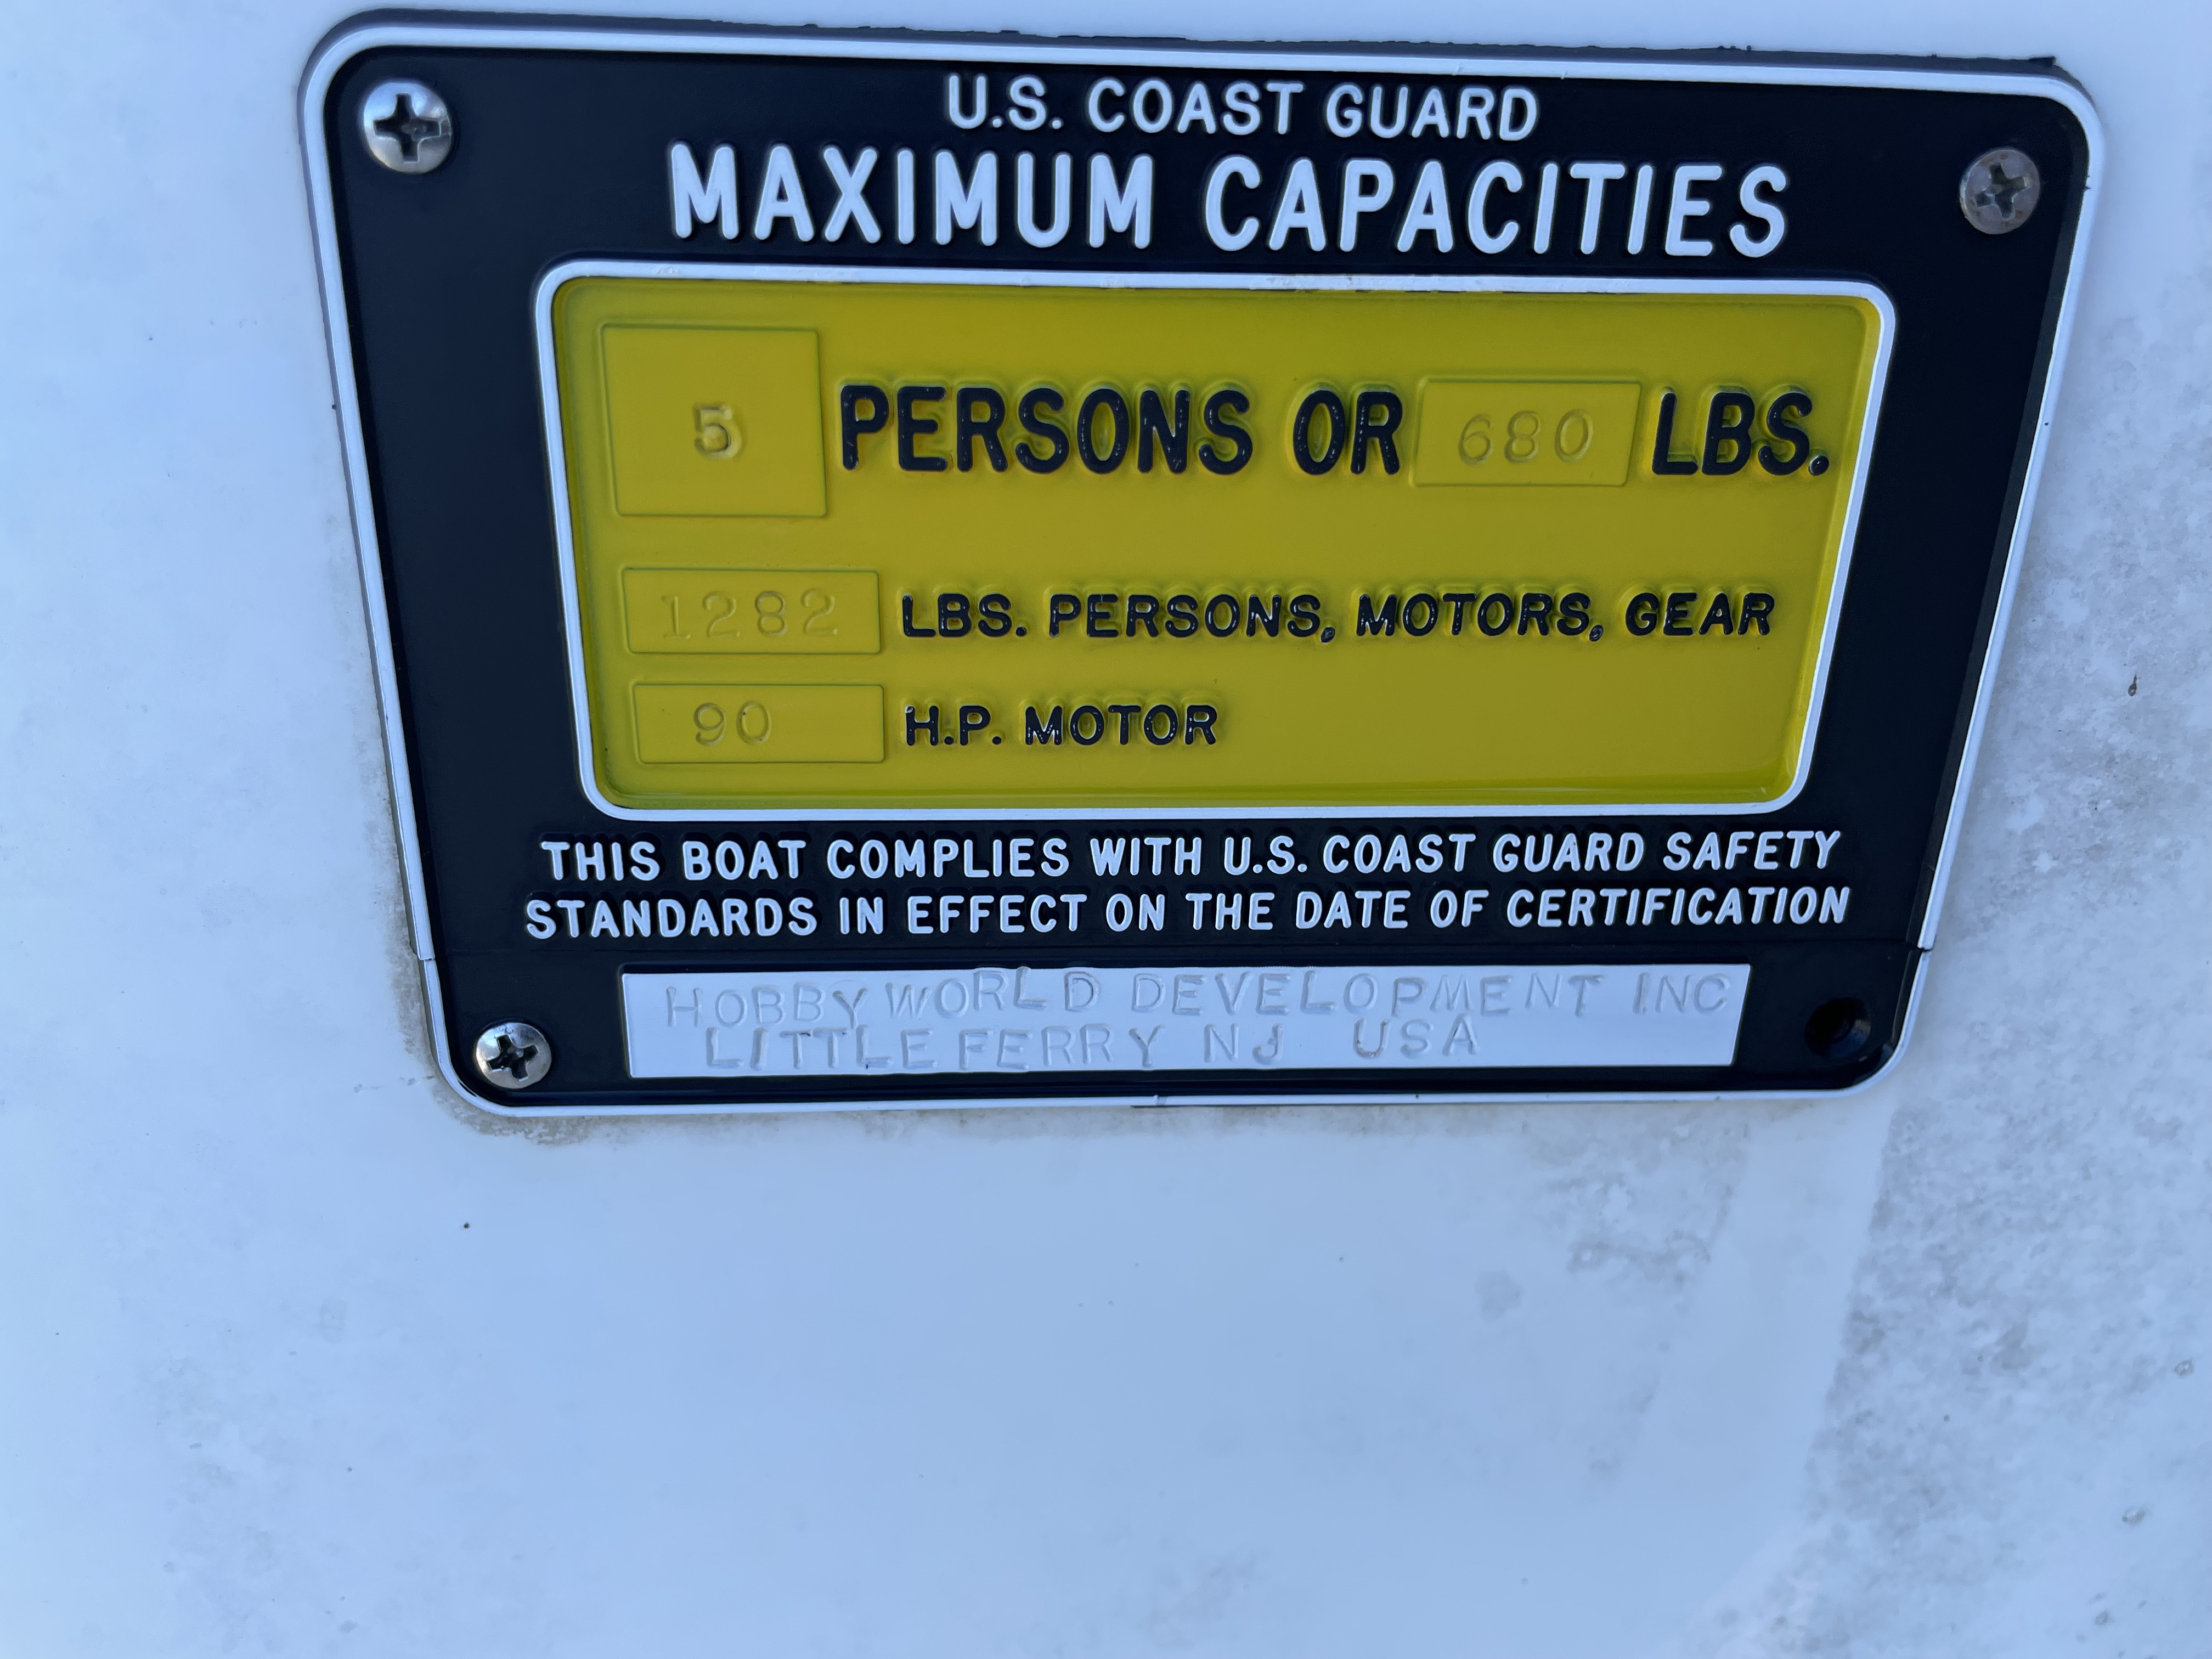 U.S. COAST GUARD
MAXIMUM CAPACITIES
5 PERSONS OR 680 LBS.
1282 LBS. PERSONS, MOTORS, GEAR
90 H.P. MOTOR
THIS BOAT COMPLIES WITH U.S. COAST GUARD SAFETY
STANDARDS IN EFFECT ON THE DATE OF CERTIFICATION
HOBBY WORLD DEVELOPMENT INC
LITTLE FERRY NJ USA